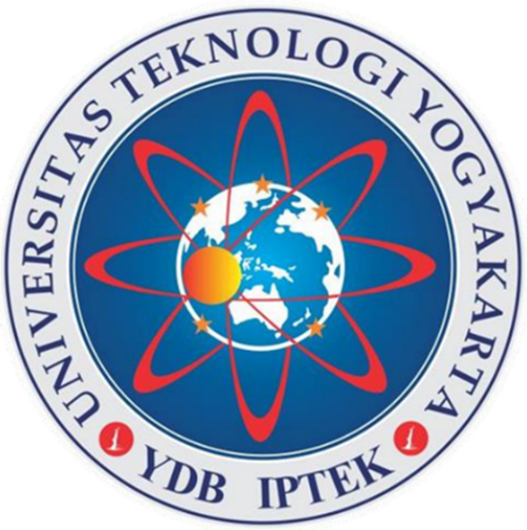 UNIVERSITAS TEKNOLOGI YOGYAKARTA
YDB IPTEK